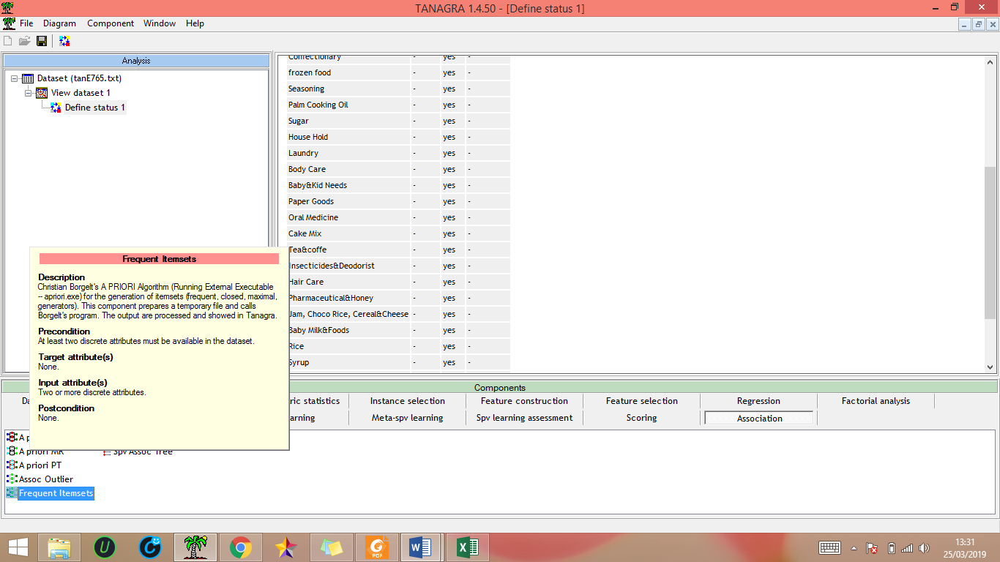 TANAGRA 1.4.50 - [Define status 1]
File Diagram Component Window Help
Analysis
Dataset (tanE765.txt)
View dataset 1
Define status 1
Confectionary - yes -
frozen food - yes -
Seasoning - yes -
Palm Cooking Oil - yes -
Sugar - yes -
House Hold - yes -
Laundry - yes -
Body Care - yes -
Baby&Kid Needs - yes -
Paper Goods - yes -
Oral Medicine - yes -
Cake Mix - yes -
Tea&coffe - yes -
Insecticides&Deodorist - yes -
Hair Care - yes -
Pharmaceutical&Honey - yes -
Jam, Choco Rice, Cereal&Cheese - yes -
Baby Milk&Foods - yes -
Rice - yes -
Syrup - yes -
Frequent Itemsets
Description
Christian Borgelt's A PRIORI Algorithm (Running External Executable
-- apriori.exe) for the generation of itemsets (frequent, closed, maximal,
generators). This component prepares a temporary file and calls
Borgelt's program. The output are processed and showed in Tanagra.
Precondition
At least two discrete attributes must be available in the dataset.
Target attribute(s)
None.
Input attribute(s)
Two or more discrete attributes.
Postcondition
None.
Components
ric statistics Instance selection Feature construction Feature selection Regression Factorial analysis
arning Meta-spv learning Spv learning assessment Scoring Association
A p
A priori MR Spv Assoc Tree
A priori PT
Assoc Outlier
Frequent Itemsets
PDF
13:31
25/03/2019